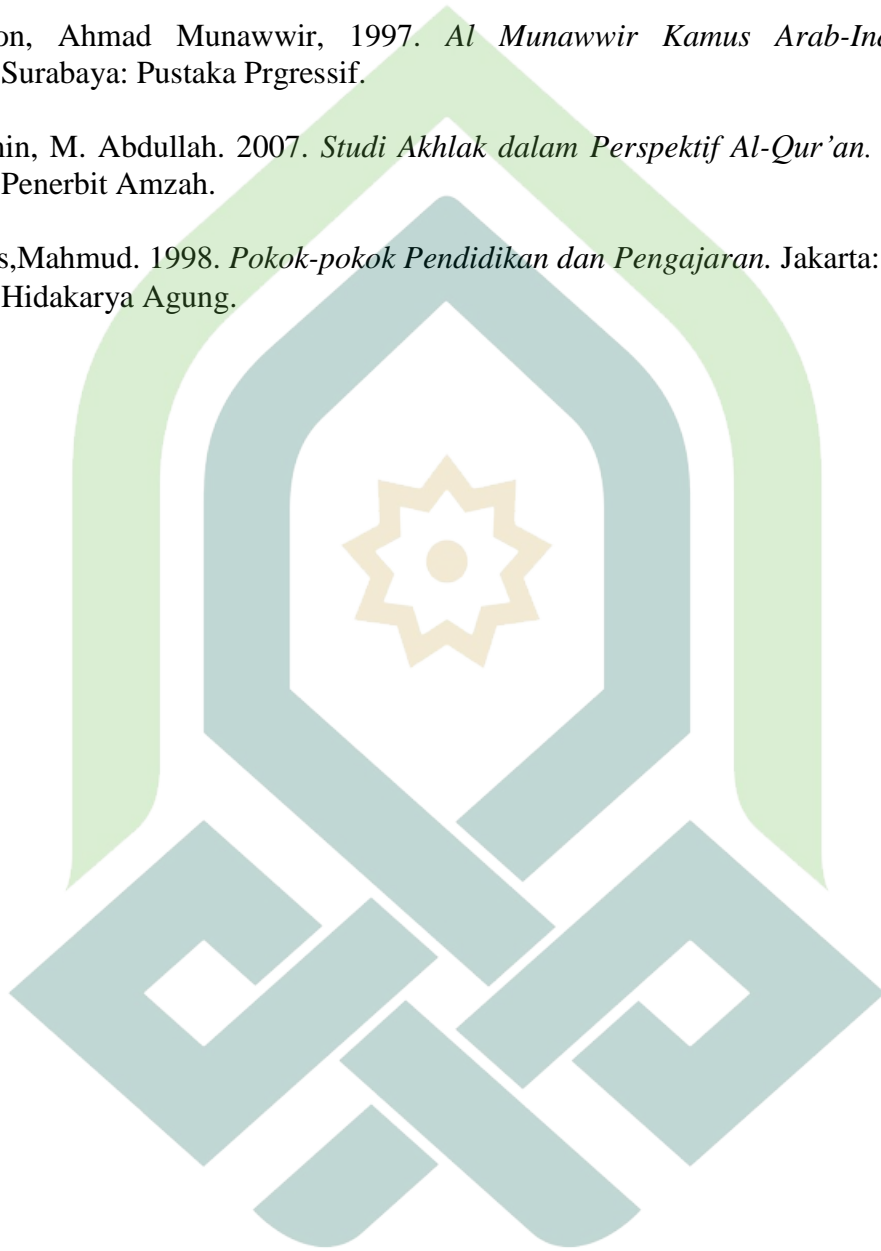 on, Ahmad Munawwir, 1997. Al Munawwir Kamus Arab-Ind
Surabaya: Pustaka Prgressif.
in, M. Abdullah. 2007. Studi Akhlak dalam Perspektif Al-Qur’an.
Penerbit Amzah.
s,Mahmud. 1998. Pokok-pokok Pendidikan dan Pengajaran. Jakarta:
Hidakarya Agung.